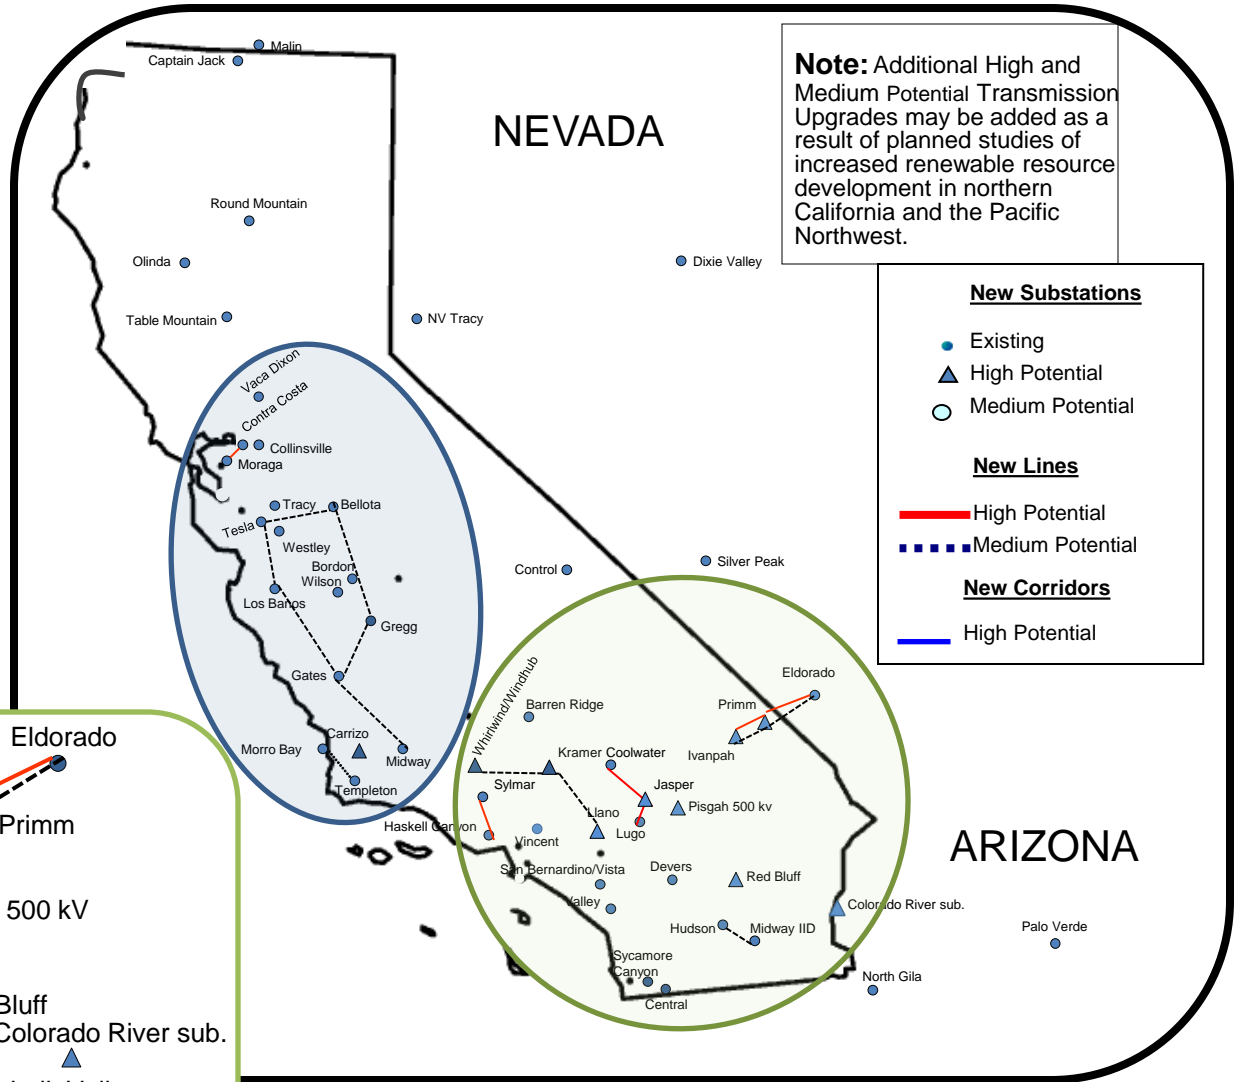 Malin
Captain Jack
NEVADA
Note: Additional High and
Medium Potential Transmission
Upgrades may be added as a
result of planned studies of
increased renewable resource
development in northern
California and the Pacific
Northwest.
Round Mountain
Olinda
Dixie Valley
Table Mountain
NV Tracy
New Substations
Existing
High Potential
Medium Potential
New Lines
High Potential
Medium Potential
New Corridors
High Potential
Vaca Dixon
Contra Costa
Collinsville
Moraga
Tracy
Bellota
Tesla
Westley
Bordon
Wilson
Los Banos
Gregg
Gates
Control
Silver Peak
Carrizo
Morro Bay
Midway
Templeton
Whirlwind/Windhub
Barren Ridge
Eldorado
Primm
Ivanpah
Kramer Coolwater
Sylmar
Jasper
Pisgah 500 kv
Llano
Lugo
Haskell Canyon
Vincent
San Bernardino/Vista
Devers
Red Bluff
Valley
Colorado River sub.
Hudson
Midway IID
Sycamore
Canyon
Central
North Gila
Palo Verde
ARIZONA
Eldorado
Primm
500 kV
Bluff
Colorado River sub.